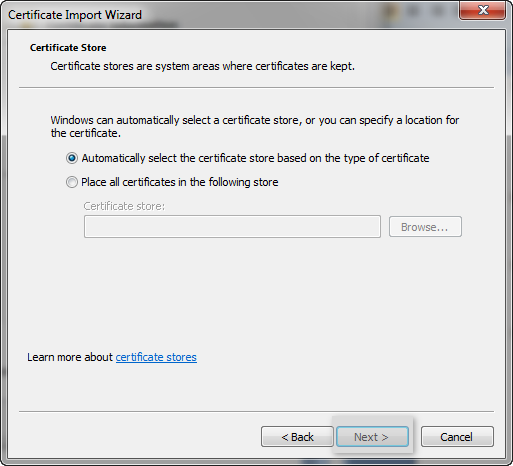 Certificate Import Wizard
Certificate Store
Certificate stores are system areas where certificates are kept.
Windows can automatically select a certificate store, or you can specify a location for
the certificate.
Automatically select the certificate store based on the type of certificate
Place all certificates in the following store
Certificate store:
Browse...
Learn more about certificate stores
< Back
Next >
Cancel